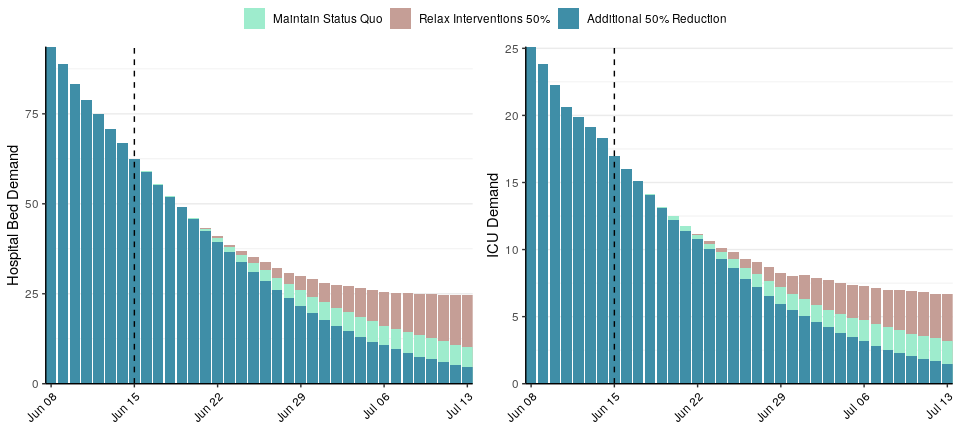 Maintain Status Quo Relax Interventions 50% Additional 50% Reduction
Hospital Bed Demand
75
50
25
0
Jun 08 Jun 15 Jun 22 Jun 29 Jul 06 Jul 13
ICU Demand
25
20
15
10
5
0
Jun 08 Jun 15 Jun 22 Jun 29 Jul 06 Jul 13